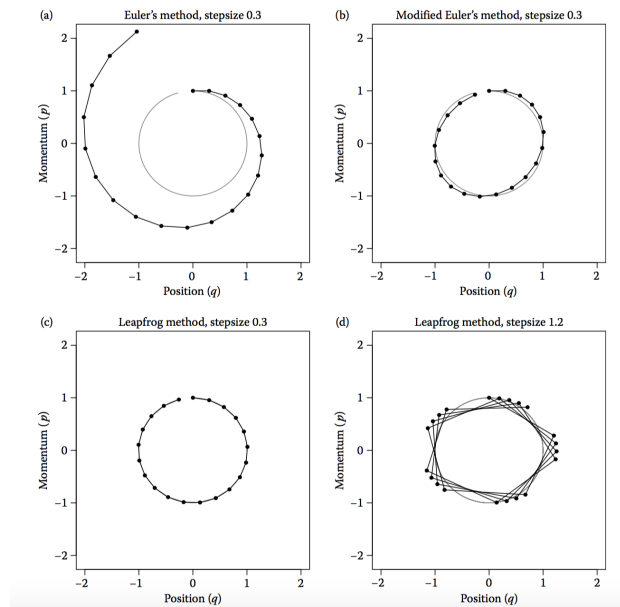 (a) Euler’s method, stepsize 0.3
2
1
0
−1
−2
Momentum (p)
−2 −1 0 1 2
Position (q)
(b) Modified Euler’s method, stepsize 0.3
2
1
0
−1
−2
Momentum (p)
−2 −1 0 1 2
Position (q)
(c) Leapfrog method, stepsize 0.3
2
1
0
−1
−2
Momentum (p)
−2 −1 0 1 2
Position (q)
(d) Leapfrog method, stepsize 1.2
2
1
0
−1
−2
Momentum (p)
−2 −1 0 1 2
Position (q)